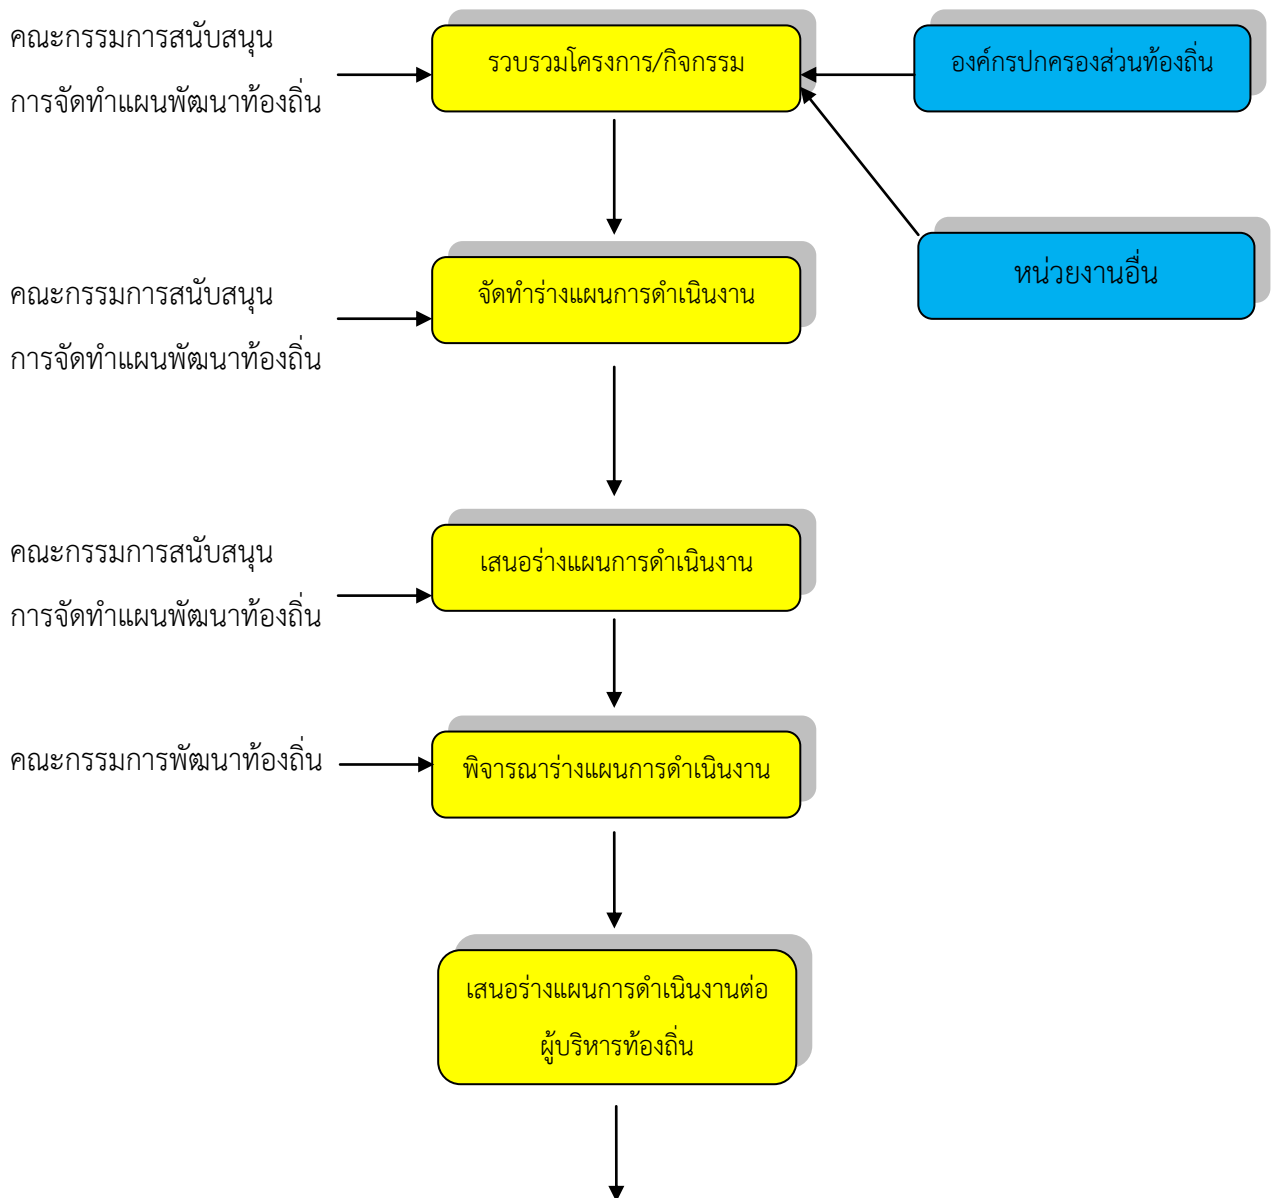 คณะกรรมการสนับสนุน
การจัดทำแผนพัฒนาท้องถิ่น
รวบรวมโครงการ/กิจกรรม
องค์กรปกครองส่วนท้องถิ่น
หน่วยงานอื่น
คณะกรรมการสนับสนุน
การจัดทำแผนพัฒนาท้องถิ่น
จัดทำร่างแผนการดำเนินงาน
คณะกรรมการสนับสนุน
การจัดทำแผนพัฒนาท้องถิ่น
เสนอร่างแผนการดำเนินงาน
คณะกรรมการพัฒนาท้องถิ่น
พิจารณาร่างแผนการดำเนินงาน
เสนอร่างแผนการดำเนินงานต่อ
ผู้บริหารท้องถิ่น